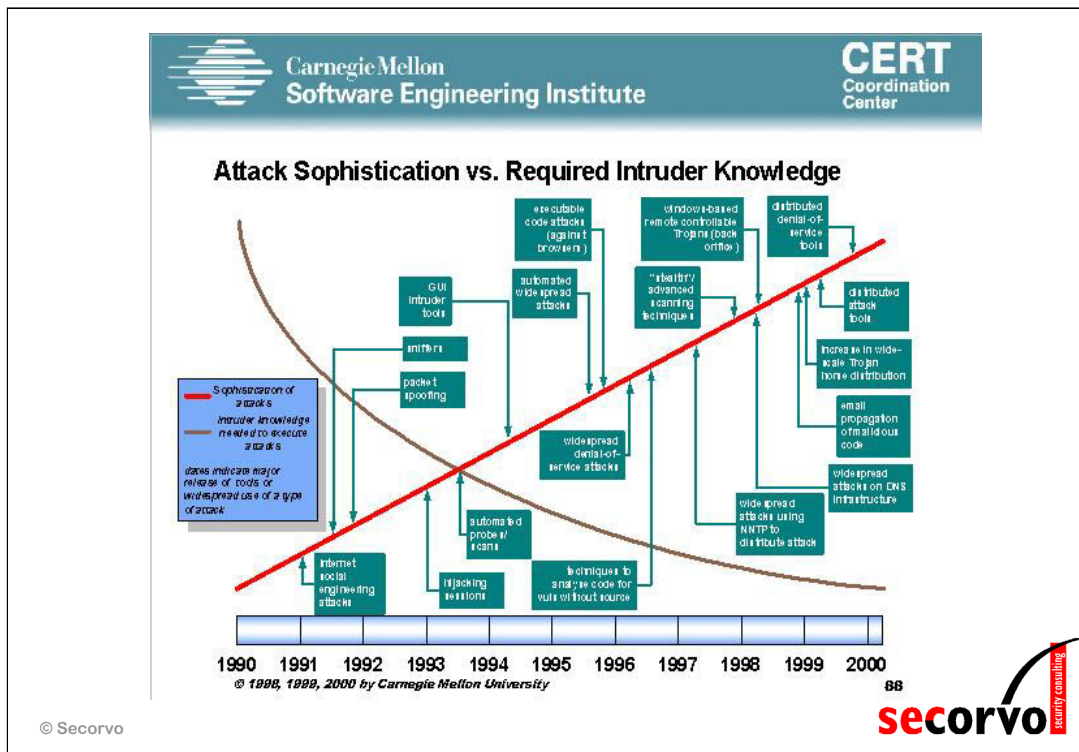 Carnegie Mellon
Software Engineering Institute
CERT
Coordination
Center
Attack Sophistication vs. Required Intruder Knowledge
executable
code attacks
(against
browsers)
windows-based
remote controllable
Trojans (back
orifice)
distributed
denial-of-
service
tools
GUI
intruder
tools
automated
widespread
attacks
"stealth"/
advanced
scanning
techniques
distributed
attack
tools
sniffers
increase in wide-
scale Trojan
horse distribution
packet
spoofing
Sophistication of
attacks
Intruder knowledge
needed to execute
attacks
dates indicate major
release of tools or
widespread use of a type
of attack
email
propagation
of malicious
code
widespread
denial-of-
service attacks
widespread
attacks on DNS
infrastructure
widespread
attacks using
NNTP to
distribute attack
automated
probes/
scans
Internet
social
engineering
attacks
hijacking
sessions
techniques to
analyze code for
vuls without source
1990 1991 1992 1993 1994 1995 1996 1997 1998 1999 2000
© 1998, 1999, 2000 by Carnegie Mellon University
© Secorvo
secorvo
security consulting